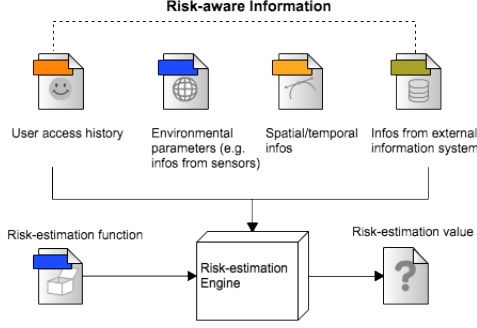 Risk-aware Information
User access history
Environmental
parameters (e.g.
infos from sensors)
Spatial/temporal
infos
Infos from external
information system
Risk-estimation function
Risk-estimation
Engine
Risk-estimation value
?